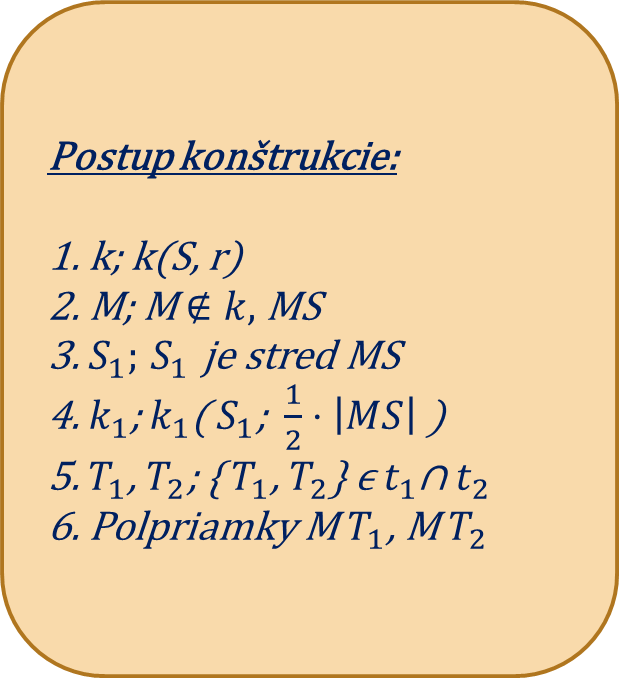 Postup konštrukcie:
1. k; k(S, r)
2. M; M ∉ k, MS
3. S₁; S₁ je stred MS
4. k₁; k₁ ( S₁; 1/2 · |MS| )
5. T₁, T₂; {T₁, T₂} ϵ t₁∩ t₂
6. Polpriamky MT₁, MT₂